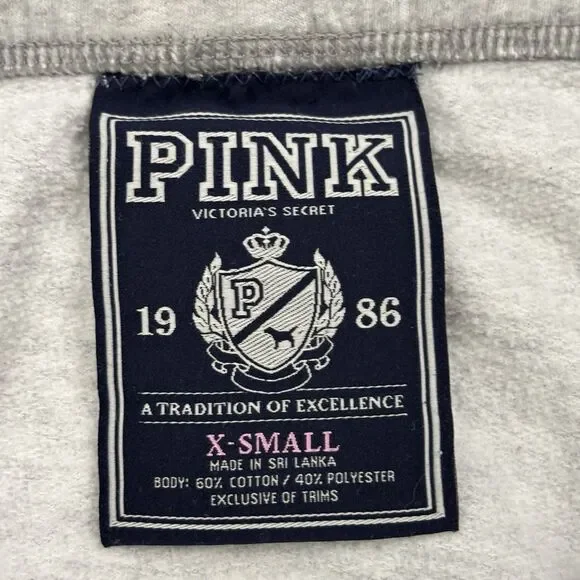 PINK
VICTORIA'S SECRET
P
19 86
A TRADITION OF EXCELLENCE
X-SMALL
MADE IN SRI LANKA
BODY: 60% COTTON / 40% POLYESTER
EXCLUSIVE OF TRIMS